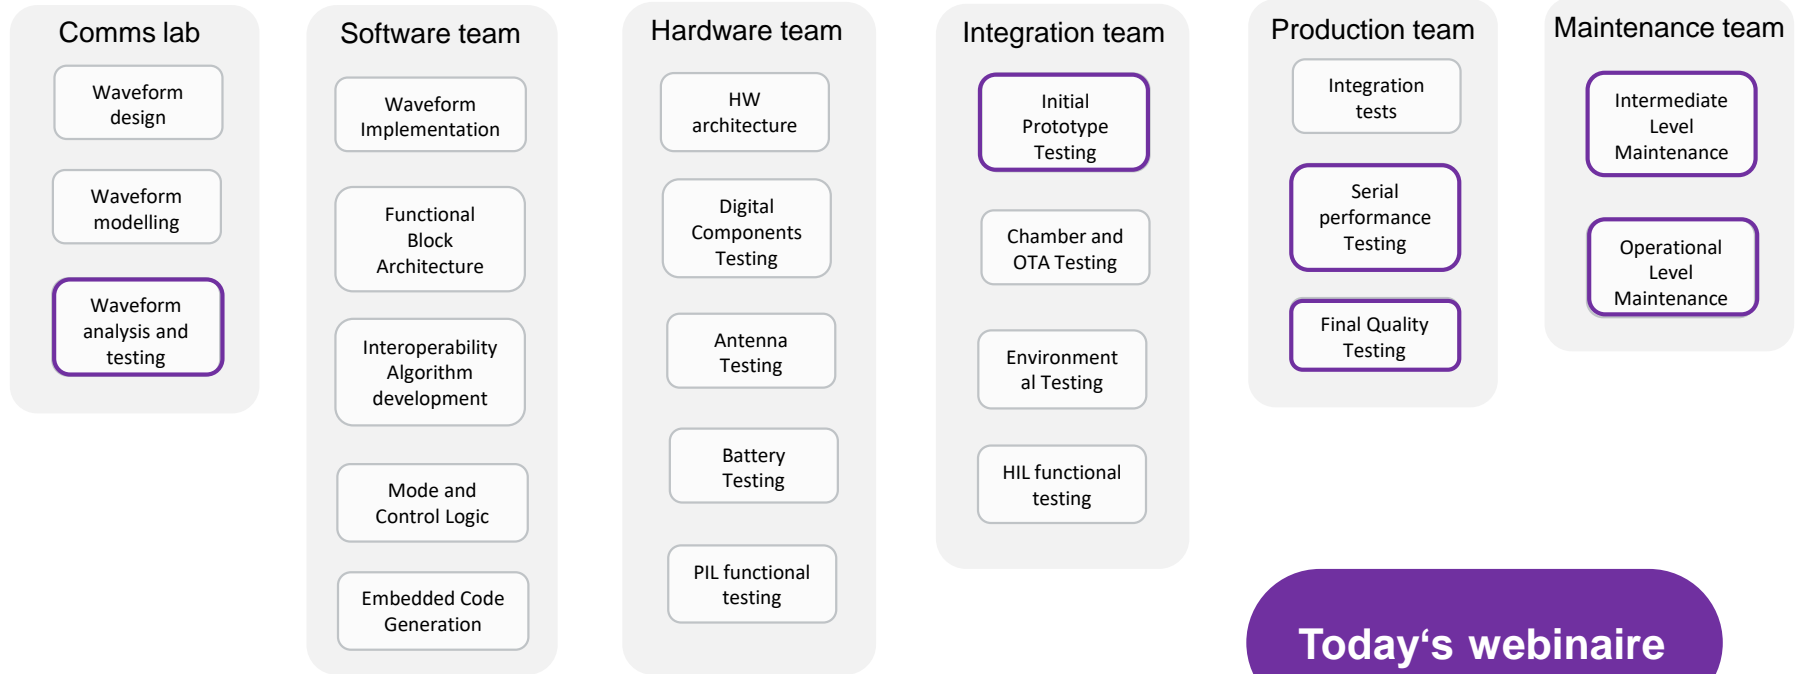 Comms lab
Waveform
design
Waveform
modelling
Waveform
analysis and
testing
Software team
Waveform
Implementation
Functional
Block
Architecture
Interoperability
Algorithm
development
Mode and
Control Logic
Embedded Code
Generation
Hardware team
HW
architecture
Digital
Components
Testing
Antenna
Testing
Battery
Testing
PIL functional
testing
Integration team
Initial
Prototype
Testing
Chamber and
OTA Testing
Environment
al Testing
HIL functional
testing
Production team
Integration
tests
Serial
performance
Testing
Final Quality
Testing
Maintenance team
Intermediate
Level
Maintenance
Operational
Level
Maintenance
Today‘s webinaire